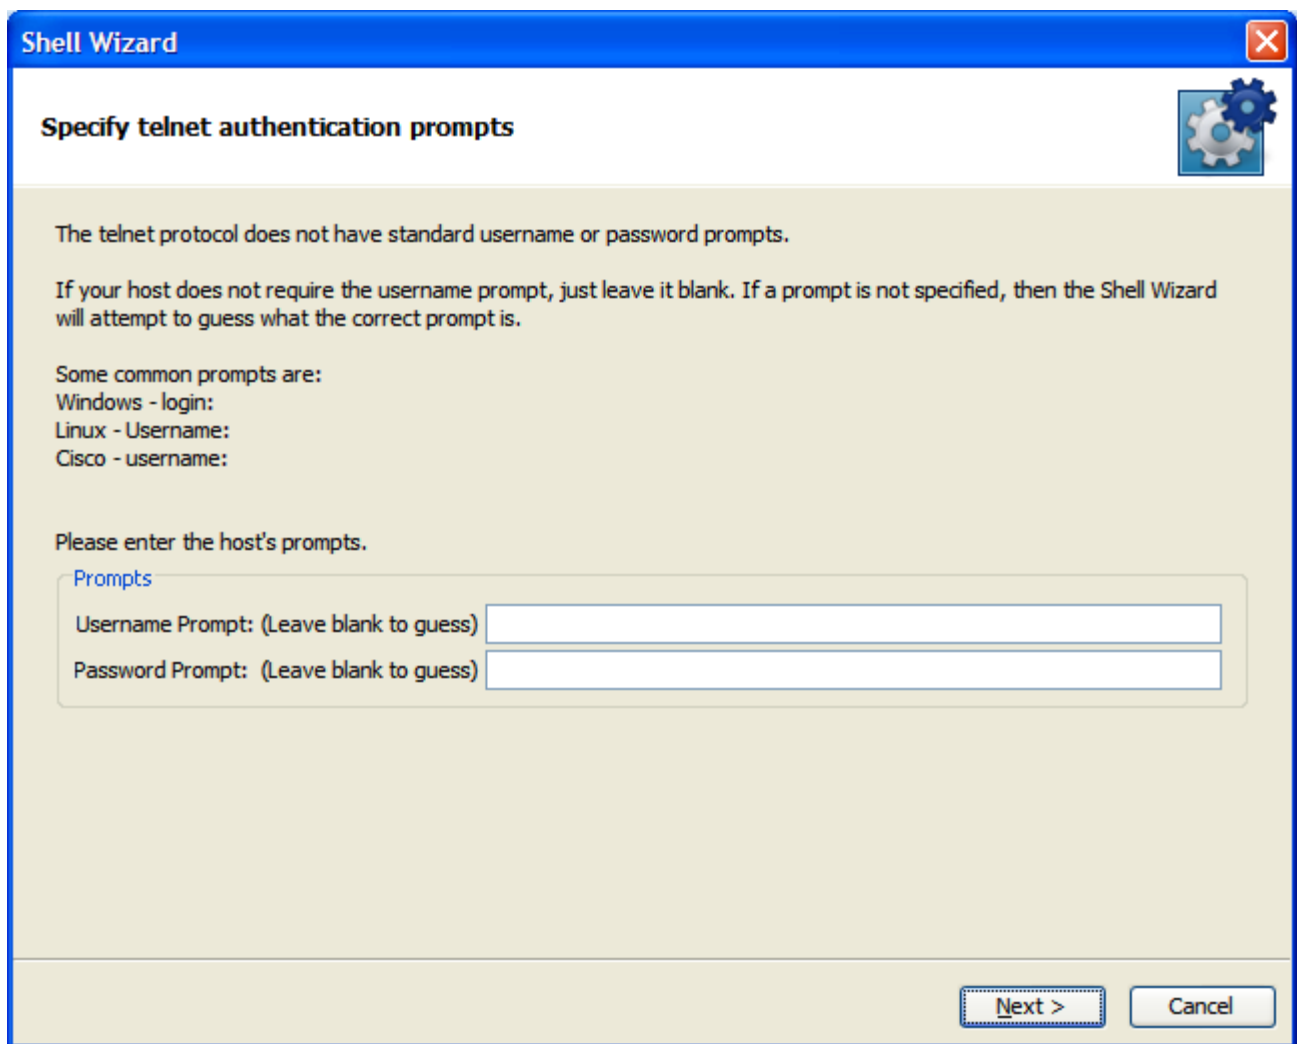 Shell Wizard
Specify telnet authentication prompts
The telnet protocol does not have standard username or password prompts.
If your host does not require the username prompt, just leave it blank. If a prompt is not specified, then the Shell Wizard
will attempt to guess what the correct prompt is.
Some common prompts are:
Windows - login:
Linux - Username:
Cisco - username:
Please enter the host's prompts.
Prompts
Username Prompt: (Leave blank to guess)
Password Prompt: (Leave blank to guess)
Next >
Cancel